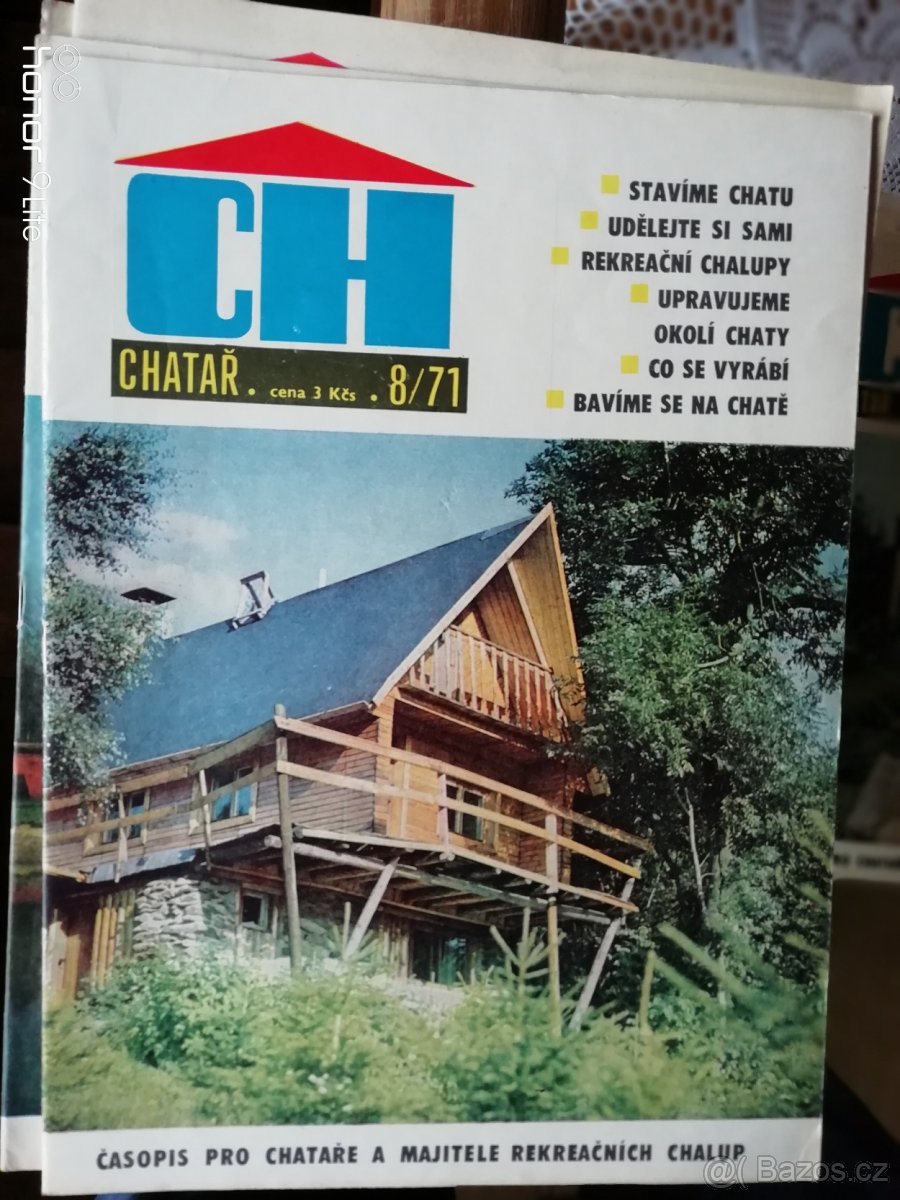 honor 9 Lite
CH
CHATAŘ . cena 3 Kčs . 8/71
STAVÍME CHATU
UDĚLEJTE SI SAMI
REKREAČNÍ CHALUPY
UPRAVUJEME
OKOLÍ CHATY
CO SE VYRÁBÍ
BAVÍME SE NA CHATĚ
ČASOPIS PRO CHATAŘE A MAJITELE REKREAČNÍCH CHALUP
@ Bazos.cz